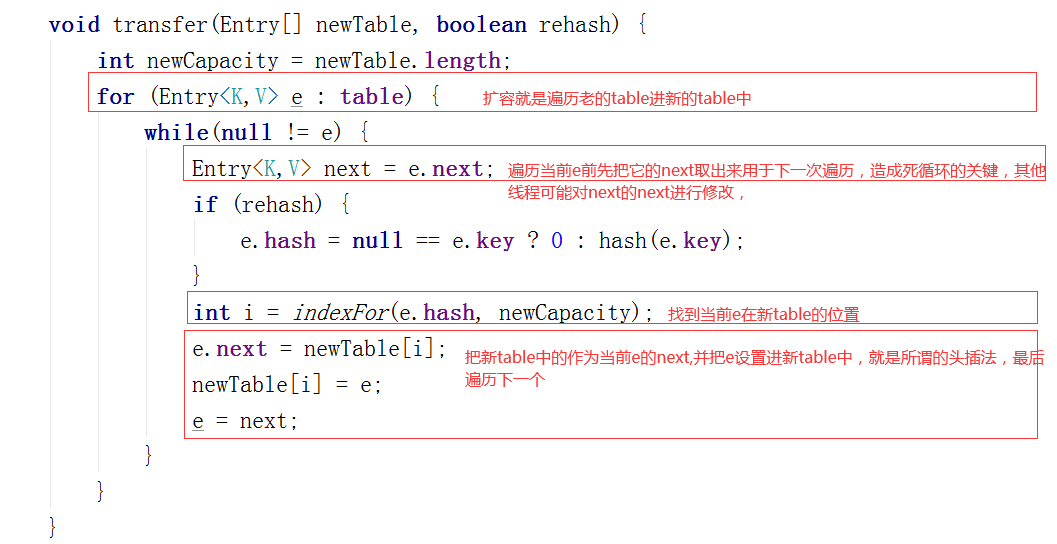 void transfer(Entry[] newTable, boolean rehash) {
int newCapacity = newTable.length;
for (Entry<K,V> e : table) { 扩容就是遍历老的table进新的table中
while(null != e) {
Entry<K,V> next = e.next; 遍历当前e前先把它的next取出来用于下一次遍历，造成死循环的关键，其他
线程可能对next的next进行修改，
if (rehash) {
e.hash = null == e.key ? 0 : hash(e.key);
}
int i = indexFor(e.hash, newCapacity); 找到当前e在新table的位置
e.next = newTable[i];
把新table中的作为当前e的next,并把e设置进新table中，就是所谓的头插法，最后
遍历下一个
newTable[i] = e;
e = next;
}
}
}